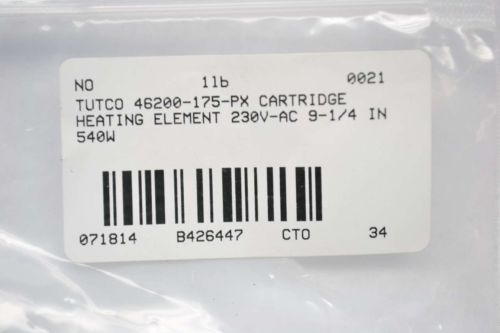 NO 1lb 0021
TUTCO 46200-175-PX CARTRIDGE
HEATING ELEMENT 230V-AC 9-1/4 IN
540W
071814 B426447 CTO 34